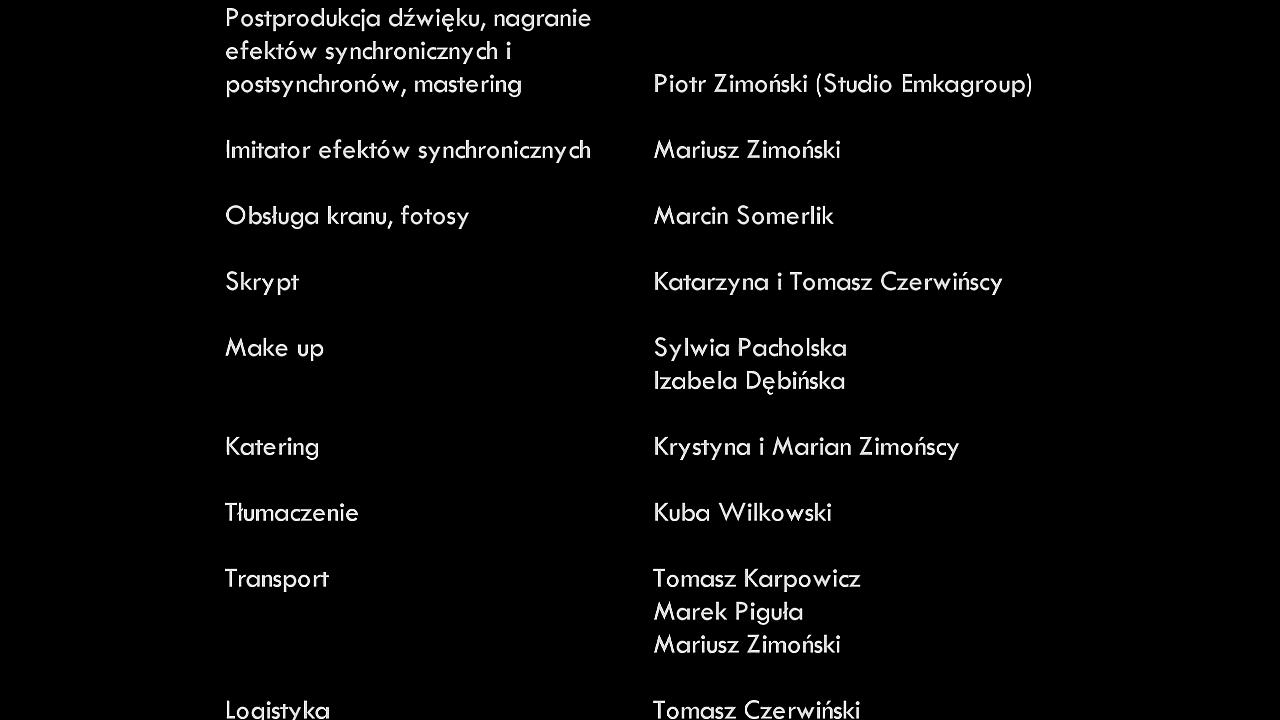 Postprodukcja dźwięku, nagranie
efektów synchronicznych i
postsynchronów, mastering Piotr Zimoński (Studio Emkagroup)
Imitator efektów synchronicznych Mariusz Zimoński
Obsługa kranu, fotosy Marcin Somerlik
Skrypt Katarzyna i Tomasz Czerwińscy
Make up Sylwia Pacholska
Izabela Dębińska
Katering Krystyna i Marian Zimońscy
Tłumaczenie Kuba Wilkowski
Transport Tomasz Karpowicz
Marek Piguła
Mariusz Zimoński
Logistyka Tomasz Czerwiński